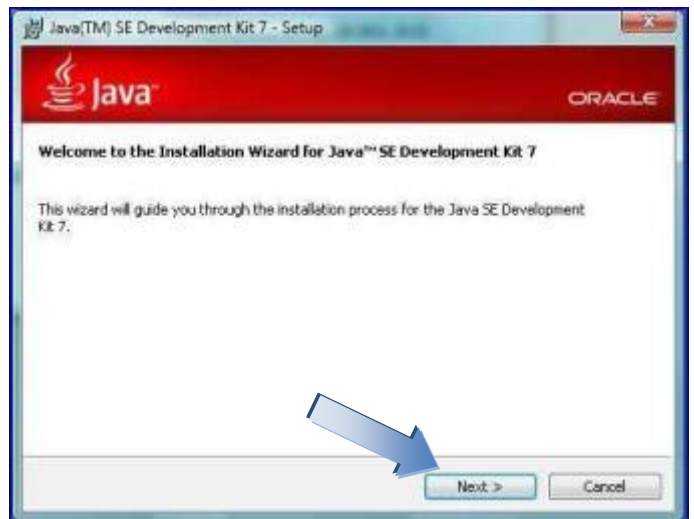 Java(TM) SE Development Kit 7 - Setup
Java™
ORACLE
Welcome to the Installation Wizard for Java™ SE Development Kit 7
This wizard will guide you through the installation process for the Java SE Development
Kit 7.
Next > Cancel